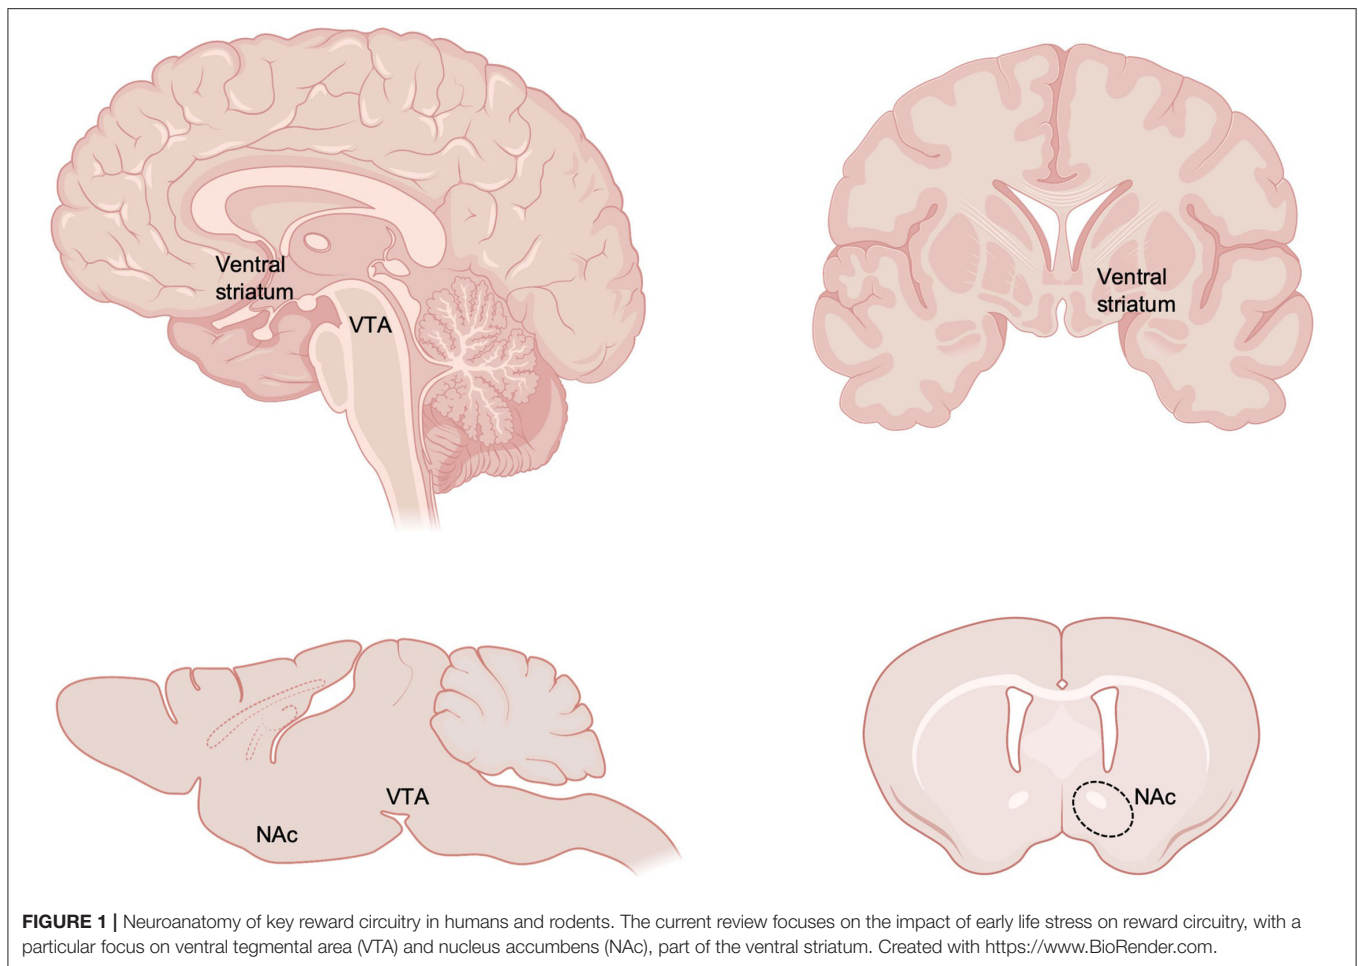 Ventral
striatum
VTA
Ventral
striatum
VTA
NAc
NAc
FIGURE 1 | Neuroanatomy of key reward circuitry in humans and rodents. The current review focuses on the impact of early life stress on reward circuitry, with a
particular focus on ventral tegmental area (VTA) and nucleus accumbens (NAc), part of the ventral striatum. Created with https://www.BioRender.com.